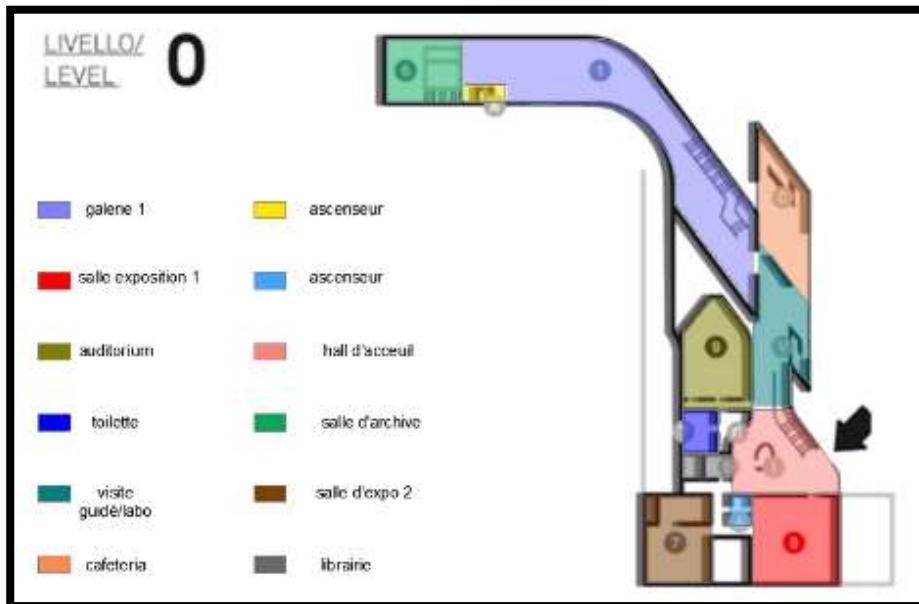 LIVELLO/
LEVEL 0
galerie 1
ascenseur
salle exposition 1
ascenseur
auditorium
hall d'acceuil
toilette
salle d'archive
visite
guidé/labo
salle d'expo 2
cafeteria
librairie